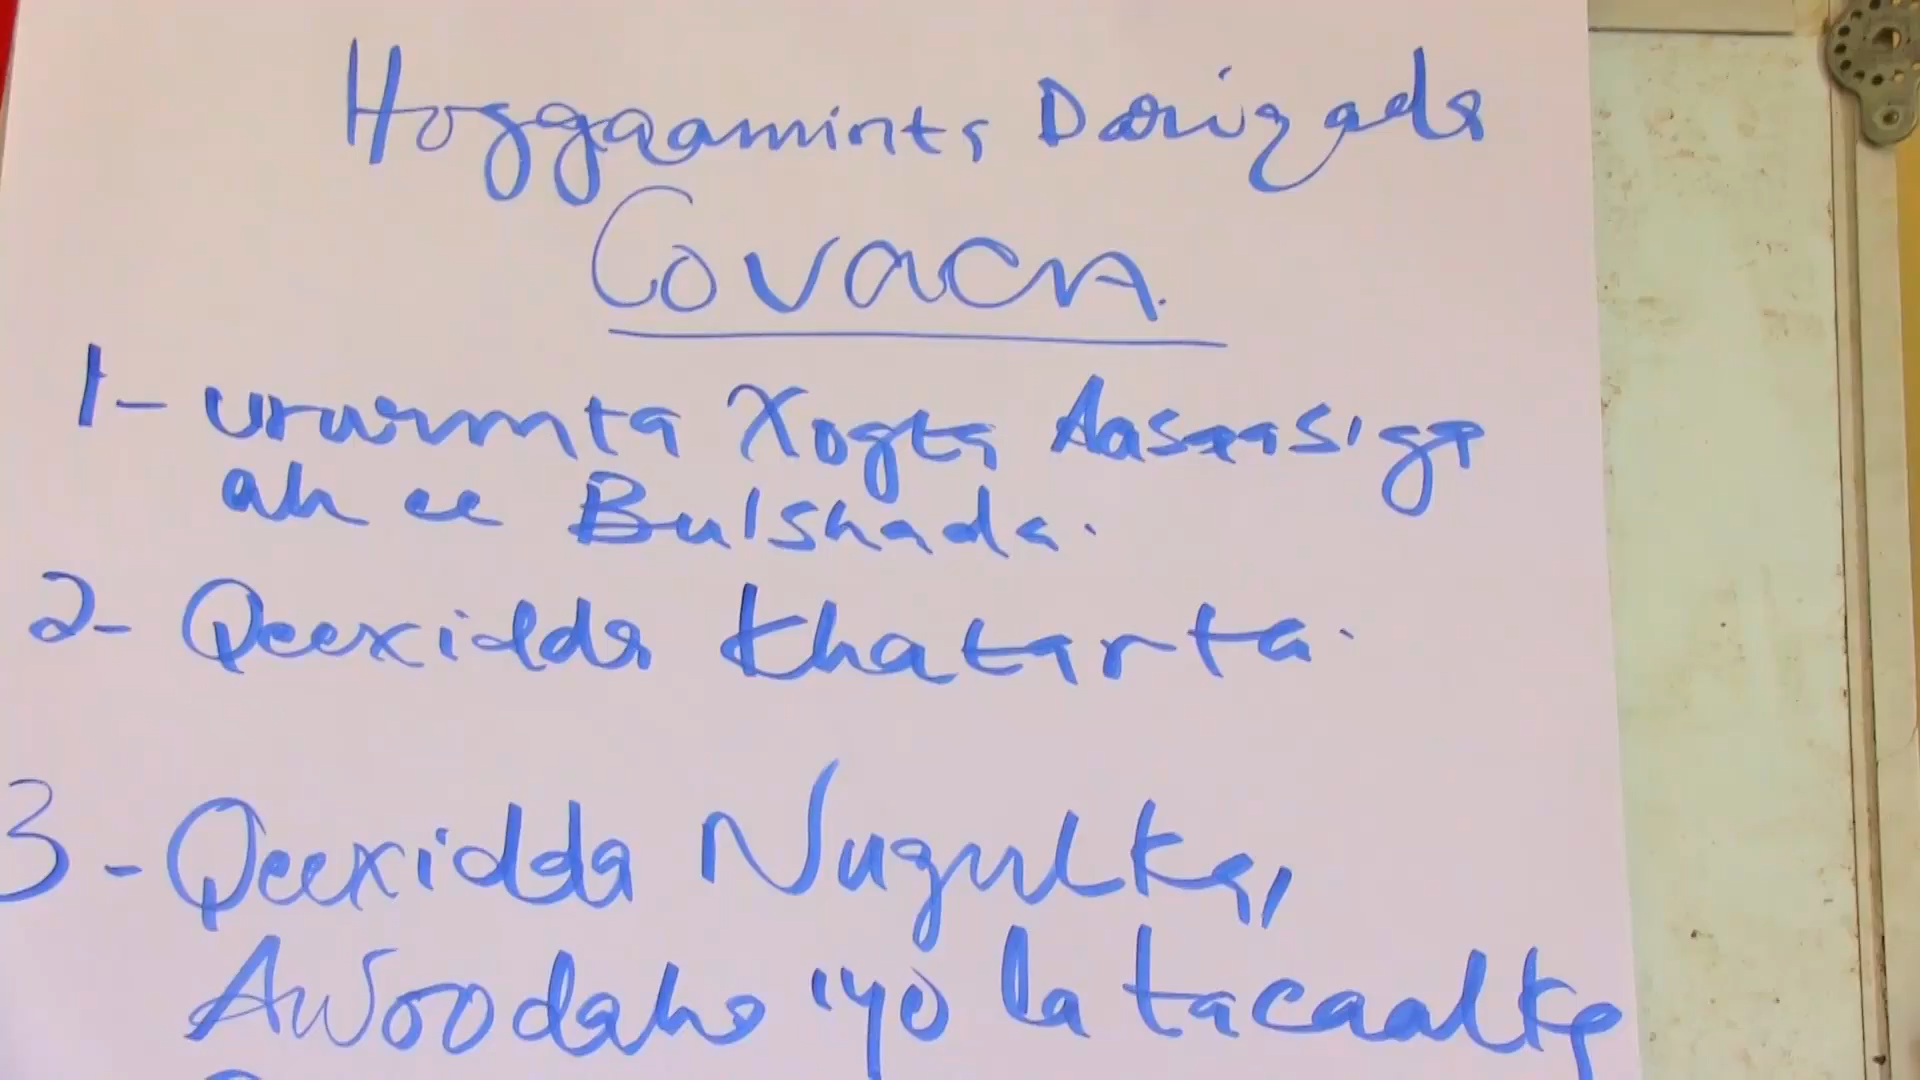 Hoggaaminta Dariiqada
COVACA.
1- ururinta Xogta Aasaasiga
ah ee Bulshada.
2- Qeexidda khatarta.
3- Qeexidda Nugulka,
Awoodaha iyo la tacaalka